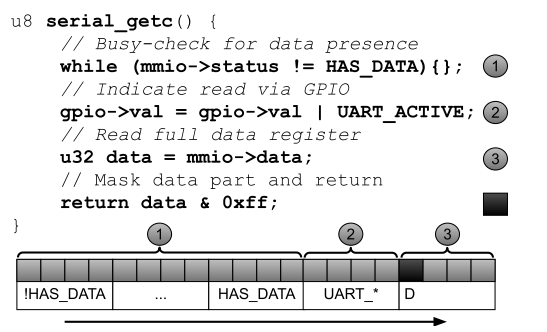 u8 serial_getc() {
// Busy-check for data presence
while (mmio->status != HAS_DATA){}; 1
// Indicate read via GPIO
gpio->val = gpio->val | UART_ACTIVE; 2
// Read full data register
u32 data = mmio->data; 3
// Mask data part and return
return data & 0xff;
}
1 2 3
!HAS_DATA ... HAS_DATA UART_* D